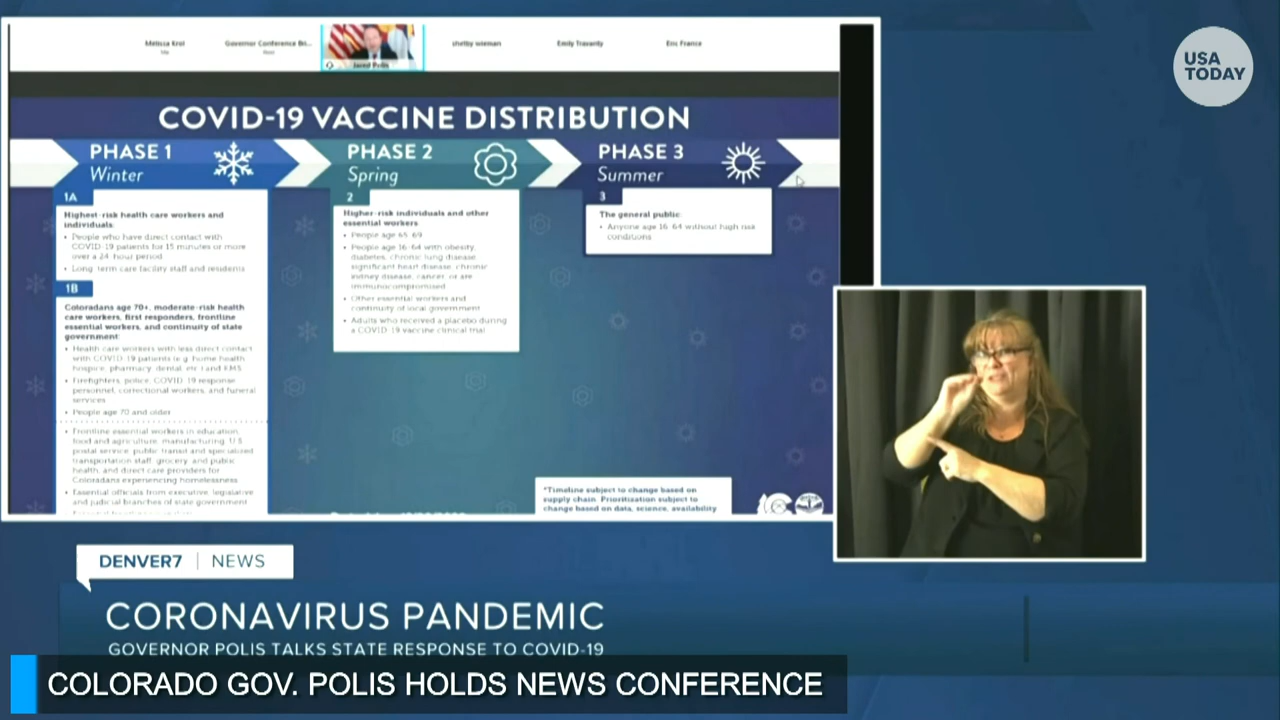 Melissa Krol
Governor Conference Bri...
shelby wieman
Emily Travanty
Eric France
Jared Polis
USA
TODAY
COVID-19 VACCINE DISTRIBUTION
PHASE 1
Winter
PHASE 2
Spring
PHASE 3
Summer
1A
Highest-risk health care workers and
individuals:
• People who have direct contact with
COVID-19 patients for 15 minutes or more
over a 24-hour period
• Long-term care facility staff and residents
1B
Coloradans age 70+, moderate-risk health
care workers, first responders, frontline
essential workers, and continuity of state
government:
• Health care workers with less direct contact
with COVID-19 patients (e.g. home health,
hospice, pharmacy, dental, etc.) and EMS
• Firefighters, police, COVID-19 response
personnel, correctional workers, and funeral
services
• People age 70 and older
• Frontline essential workers in education,
food and agriculture, manufacturing, U.S.
postal service, public transit and specialized
transportation staff, grocery, and public
health, and direct care providers for
Coloradans experiencing homelessness
• Essential officials from executive, legislative
and judicial branches of state government
2
Higher-risk individuals and other
essential workers
• People age 65-69
• People age 16-64 with obesity,
diabetes, chronic lung disease,
significant heart disease, chronic
kidney disease, cancer, or are
immunocompromised
• Other essential workers and
continuity of local government
• Adults who received a placebo during
a COVID-19 vaccine clinical trial
3
The general public:
• Anyone age 16-64 without high risk
conditions
*Timeline subject to change based on
supply chain. Prioritization subject to
change based on data, science, availability
DENVER7 | NEWS
CORONAVIRUS PANDEMIC
GOVERNOR POLIS TALKS STATE RESPONSE TO COVID-19
COLORADO GOV. POLIS HOLDS NEWS CONFERENCE